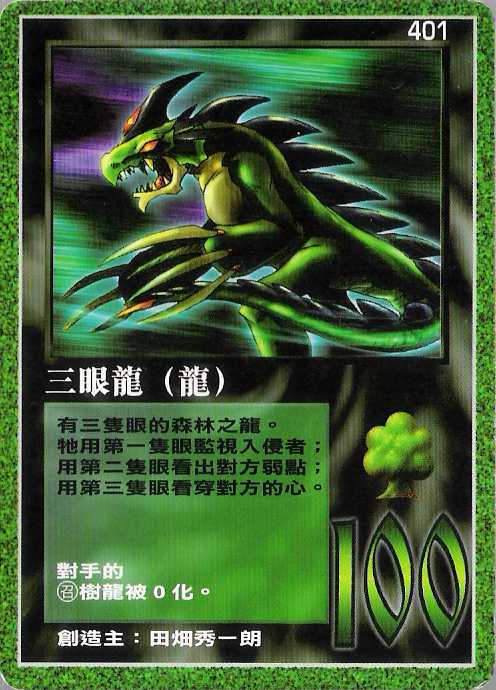 401
三眼龍（龍）
有三隻眼的森林之龍。
牠用第一隻眼監視入侵者；
用第二隻眼看出對方弱點；
用第三隻眼看穿對方的心。
對手的
㊁樹龍被0化。
100
創造主：田畑秀一朗